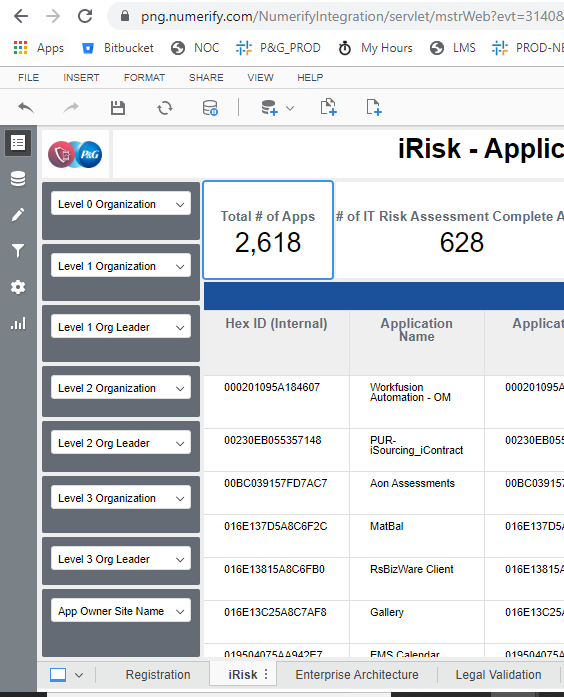 png.numerify.com/NumerifyIntegration/servlet/mstrWeb?evt=3140&
Apps Bitbucket NOC P&G_PROD My Hours LMS PROD-NE
FILE INSERT FORMAT SHARE VIEW HELP
P&G
iRisk - Applic
Level 0 Organization
Level 1 Organization
Level 1 Org Leader
Level 2 Organization
Level 2 Org Leader
Level 3 Organization
Level 3 Org Leader
App Owner Site Name
Total # of Apps
2,618
# of IT Risk Assessment Complete A
628
Hex ID (Internal) Application Name Applicat
000201095A184607 Workfusion Automation - OM 000201095A
00230EB055357148 PUR-iSourcing_iContract 00230EB055
00BC039157FD7AC7 Aon Assessments 00BC039157
016E137D5A8C6F2C MatBal 016E137D5A
016E13815A8C6FB0 RsBizWare Client 016E13815A
016E13C25A8C7AF8 Gallery 016E13C25A
019504075AA942E7 EMS Calendar 019504075A
Registration iRisk Enterprise Architecture Legal Validation